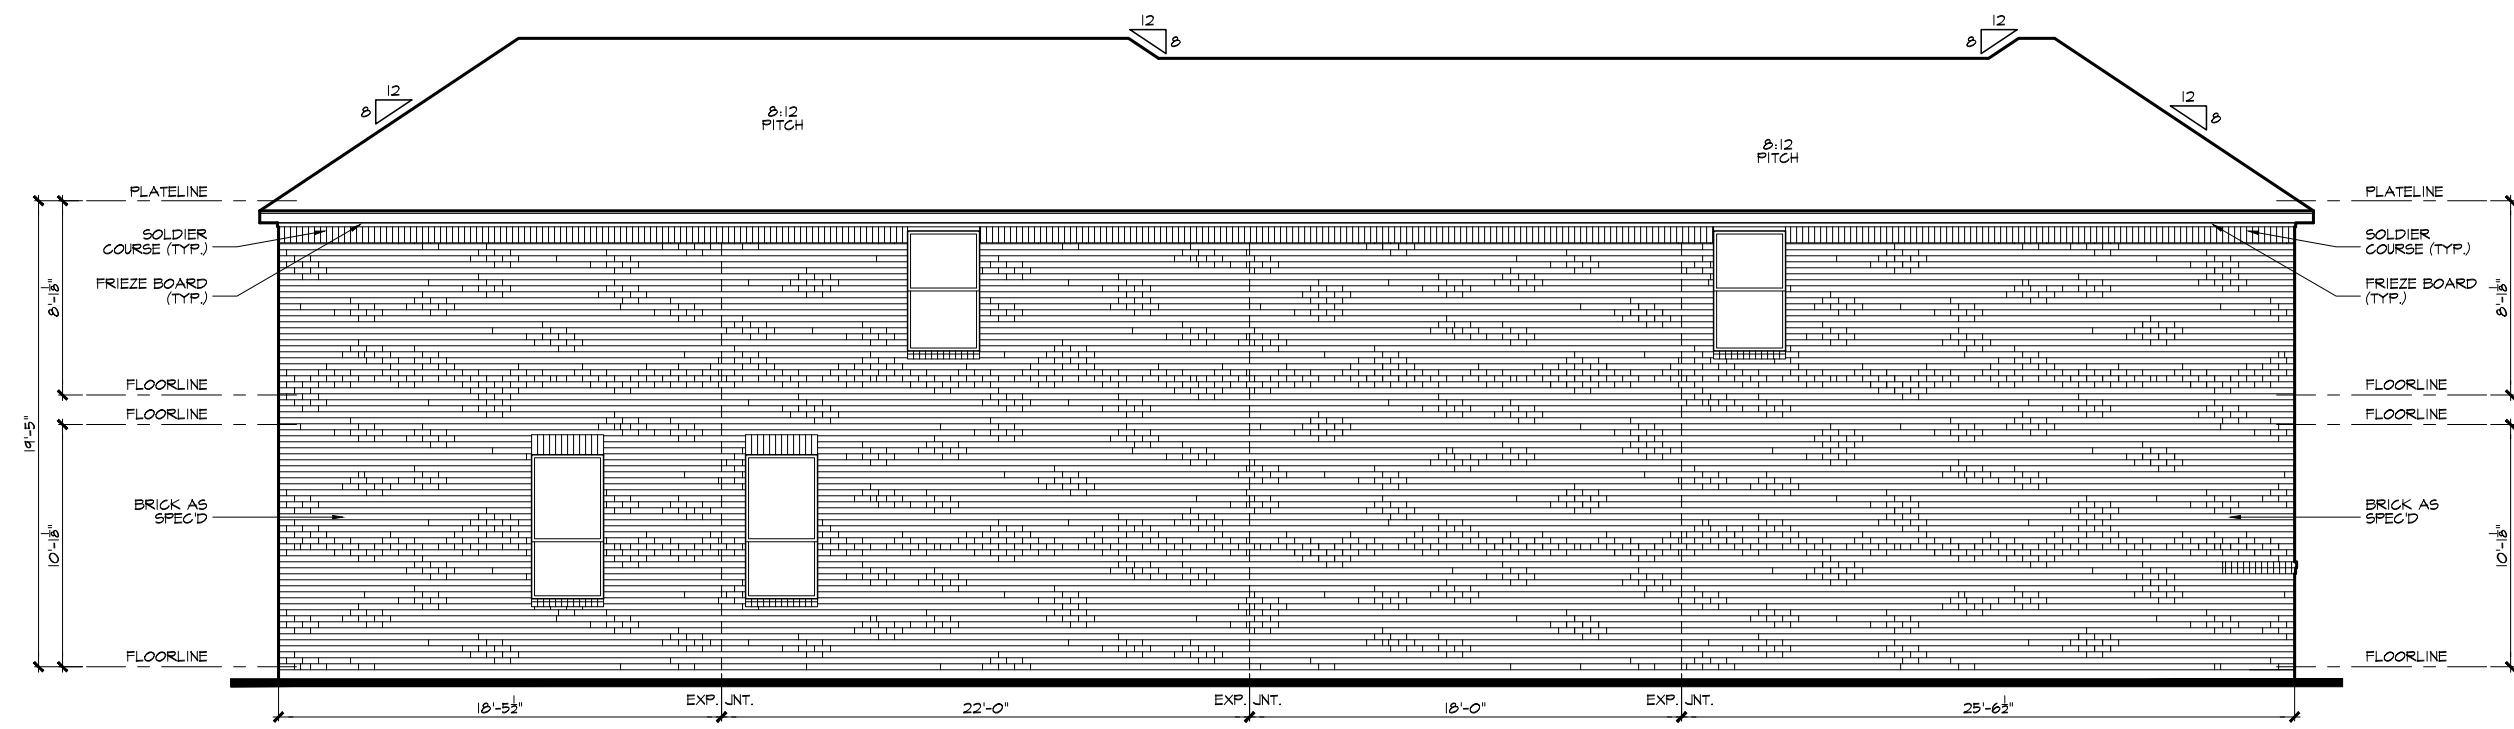 12
8
12
8
12
8
12
8
8:12
PITCH
8:12
PITCH
PLATELINE
SOLDIER
COURSE (TYP.)
FRIEZE BOARD
(TYP.)
8'-1⅛"
FLOORLINE
FLOORLINE
19'-5"
BRICK AS
SPEC'D
10'-1⅛"
FLOORLINE
PLATELINE
SOLDIER
COURSE (TYP.)
FRIEZE BOARD
(TYP.)
8'-1⅛"
FLOORLINE
FLOORLINE
BRICK AS
SPEC'D
10'-1⅛"
FLOORLINE
EXP. JNT.
EXP. JNT.
EXP. JNT.
18'-5½"
22'-0"
18'-0"
25'-6½"